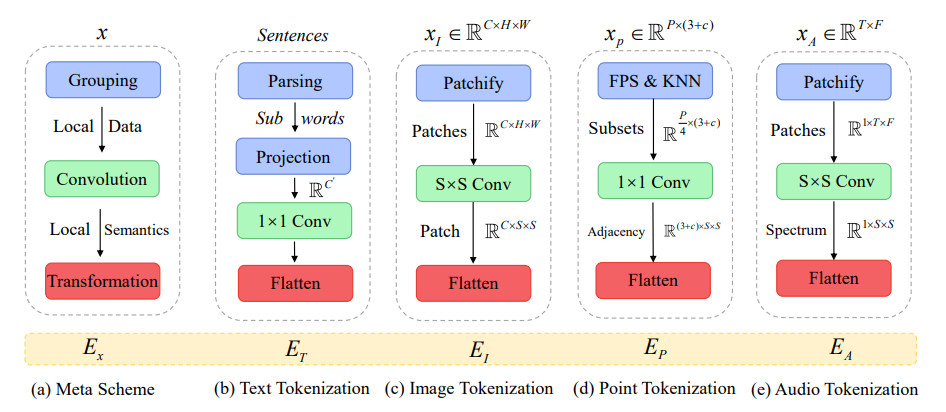 x
Grouping
Local Data
Convolution
Local Semantics
Transformation
E_x
(a) Meta Scheme
Sentences
Parsing
Sub words
Projection
ℝ^{C'}
1×1 Conv
Flatten
E_T
(b) Text Tokenization
x_I ∈ ℝ^{C×H×W}
Patchify
Patches ℝ^{C×H×W}
S×S Conv
Patch ℝ^{C×S×S}
Flatten
E_I
(c) Image Tokenization
x_p ∈ ℝ^{P×(3+c)}
FPS & KNN
Subsets ℝ^{\frac{P}{4}×(3+c)}
1×1 Conv
Adjacency ℝ^{(3+c)×S×S}
Flatten
E_P
(d) Point Tokenization
x_A ∈ ℝ^{T×F}
Patchify
Patches ℝ^{1×T×F}
S×S Conv
Spectrum ℝ^{1×S×S}
Flatten
E_A
(e) Audio Tokenization